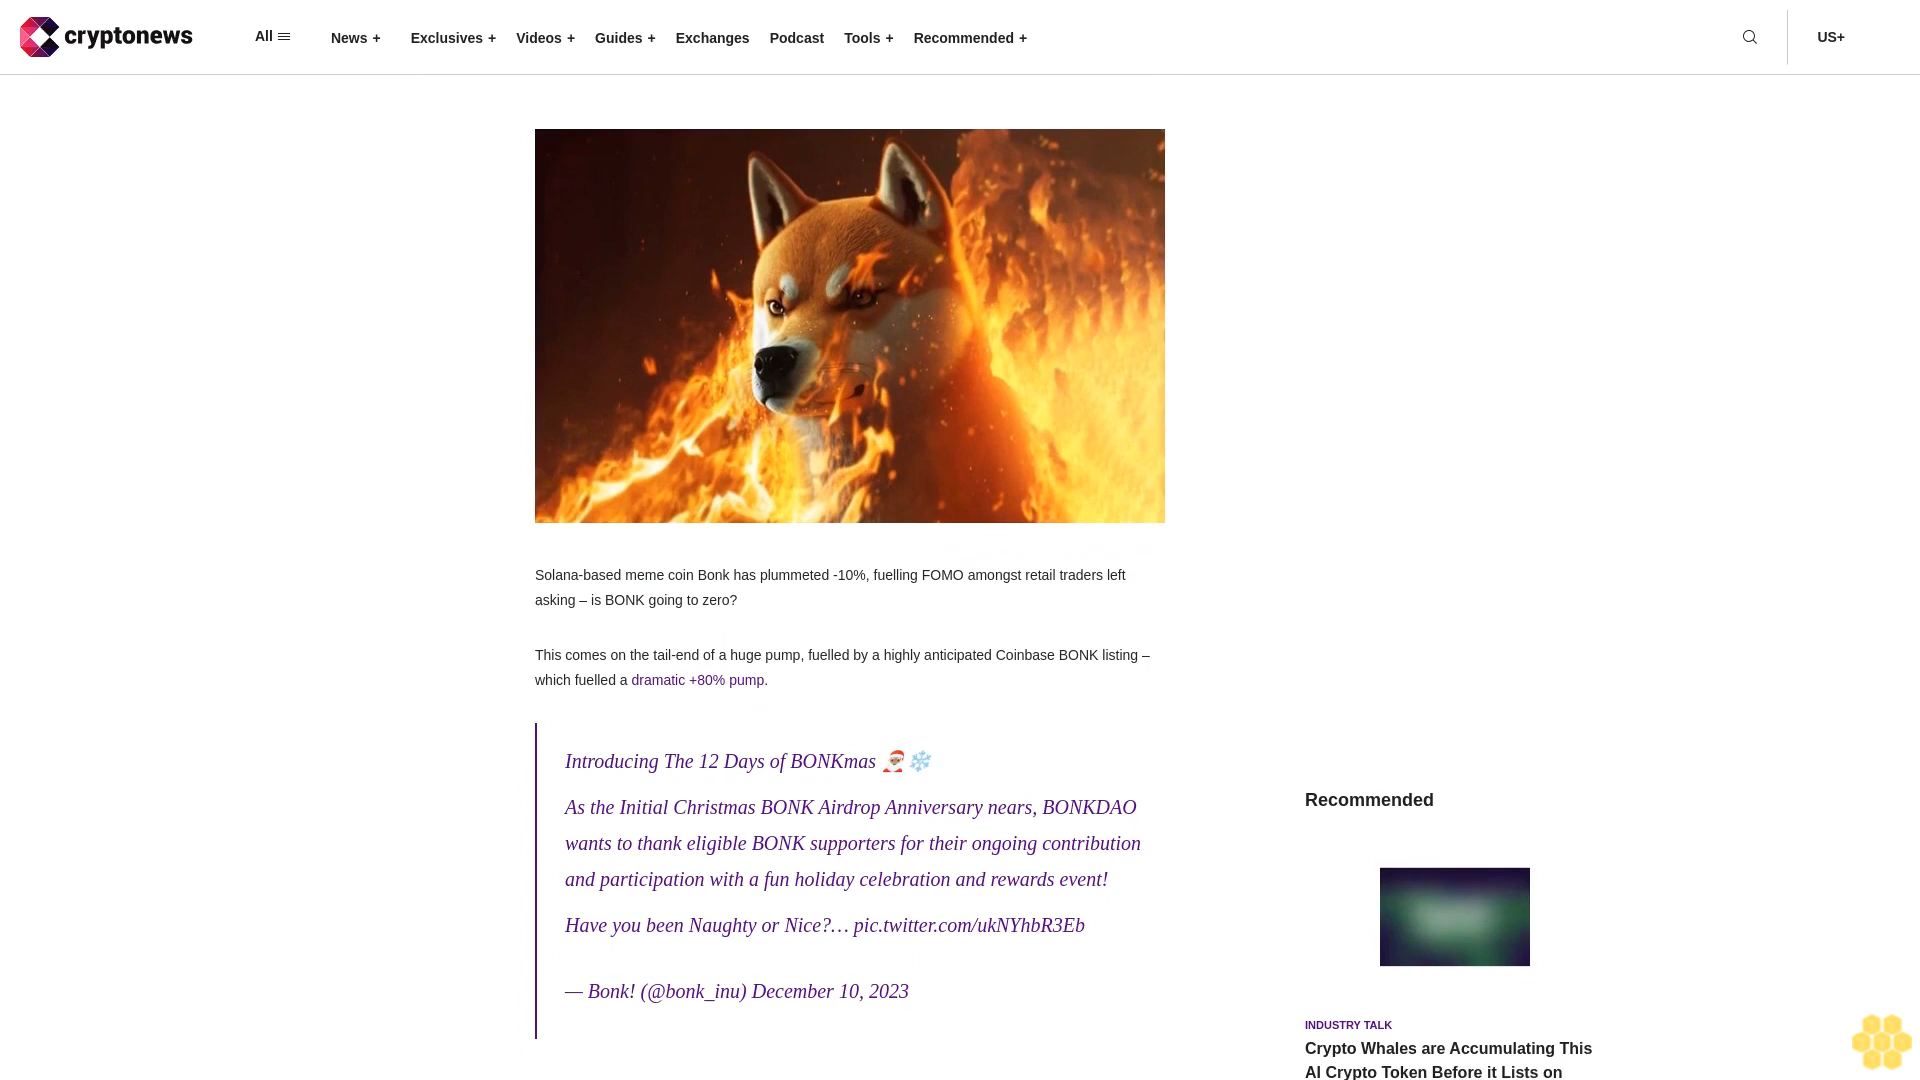 cryptonews
All
News +
Exclusives +
Videos +
Guides +
Exchanges
Podcast
Tools +
Recommended +
US+
Solana-based meme coin Bonk has plummeted -10%, fuelling FOMO amongst retail traders left
asking – is BONK going to zero?
This comes on the tail-end of a huge pump, fuelled by a highly anticipated Coinbase BONK listing –
which fuelled a dramatic +80% pump.
Introducing The 12 Days of BONKmas 🎅🏽❄️
As the Initial Christmas BONK Airdrop Anniversary nears, BONKDAO
wants to thank eligible BONK supporters for their ongoing contribution
and participation with a fun holiday celebration and rewards event!
Have you been Naughty or Nice?… pic.twitter.com/ukNYhbR3Eb
— Bonk! (@bonk_inu) December 10, 2023
Recommended
INDUSTRY TALK
Crypto Whales are Accumulating This
AI Crypto Token Before it Lists on